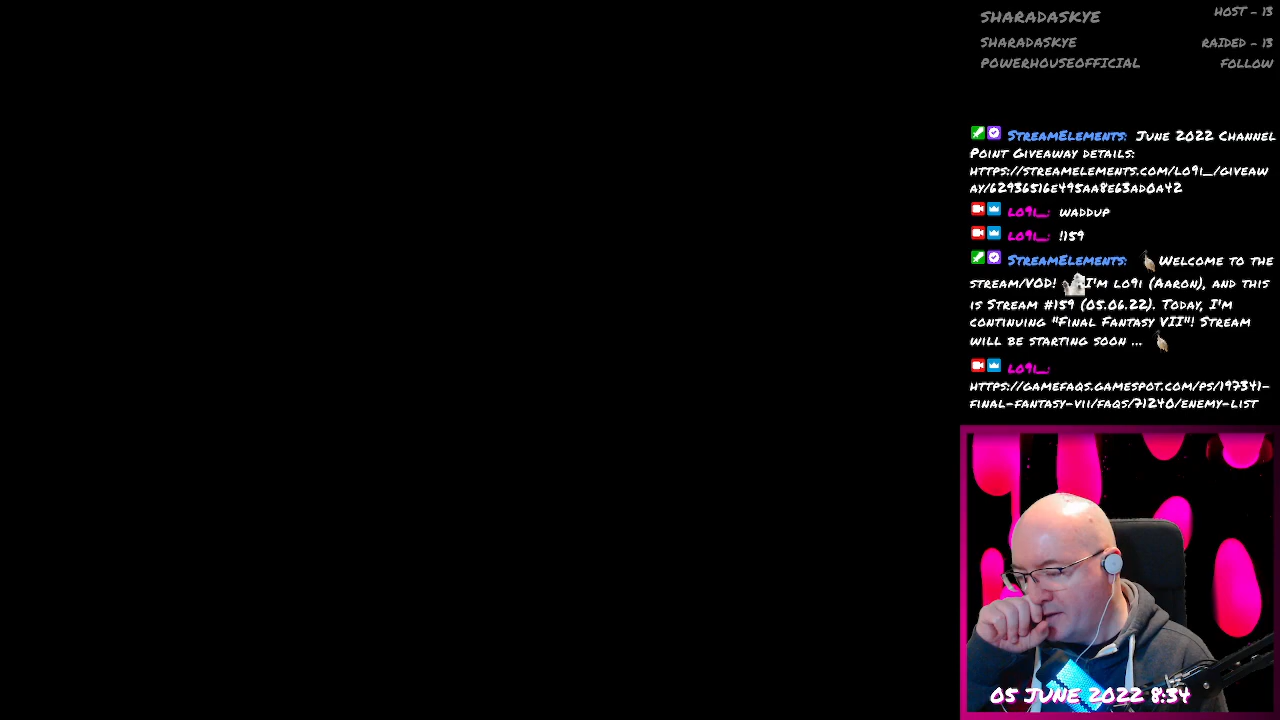 SHARADASKYE HOST - 13
SHARADASKYE RAIDED - 13
POWERHOUSEOFFICIAL FOLLOW
StreamElements: June 2022 Channel
Point Giveaway details:
https://streamelements.com/lo9i_/giveaw
ay/62936516e495aa8e63ad0a42
lo9i_: waddup
lo9i_: !159
StreamElements: Welcome to the
stream/VOD! I'm lo9i (Aaron), and this
is Stream #159 (05.06.22). Today, I'm
continuing "Final Fantasy VII"! Stream
will be starting soon ...
lo9i_:
https://gamefaqs.gamespot.com/ps/197341-
final-fantasy-vii/faqs/71240/enemy-list
05 JUNE 2022 8:34